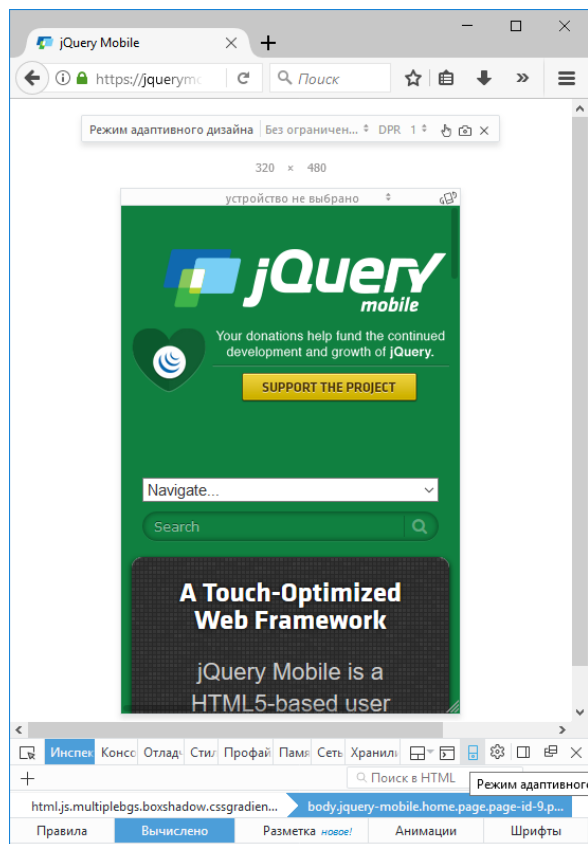 jQuery Mobile
https://jquerymo
Поиск
Режим адаптивного дизайна Без ограничен... DPR 1
320 × 480
устройство не выбрано
jQuery
mobile
Your donations help fund the continued
development and growth of jQuery.
SUPPORT THE PROJECT
Navigate...
Search
A Touch-Optimized
Web Framework
jQuery Mobile is a
HTML5-based user
Инспек Консо Отлад Стил Профай Памя Сеть Хранили
Поиск в HTML
Режим адаптивного
html.js.multiplebgs.boxshadow.cssgradien... body.jquery-mobile.home.page.page-id-9.p...
Правила Вычислено Разметка новое! Анимации Шрифты